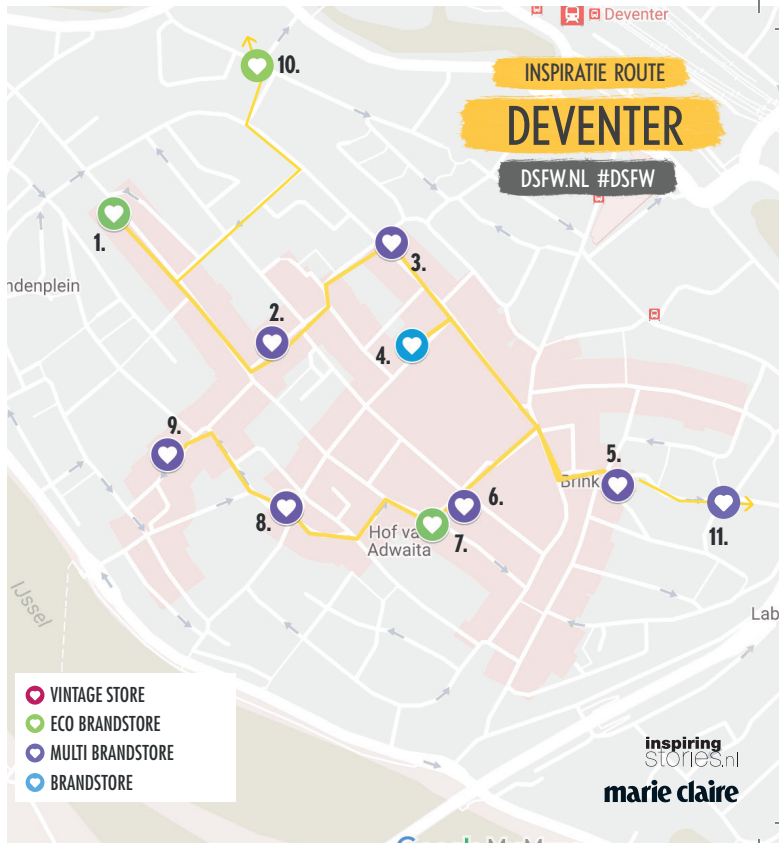 Deventer
10.
INSPIRATIE ROUTE
DEVENTER
DSFW.NL #DSFW
1.
3.
ndenplein
2.
4.
9.
5.
Brink
6.
8.
Hof va
Adwaita
7.
11.
IJssel
Lab
VINTAGE STORE
ECO BRANDSTORE
MULTI BRANDSTORE
BRANDSTORE
inspiring
stories.nl
marie claire